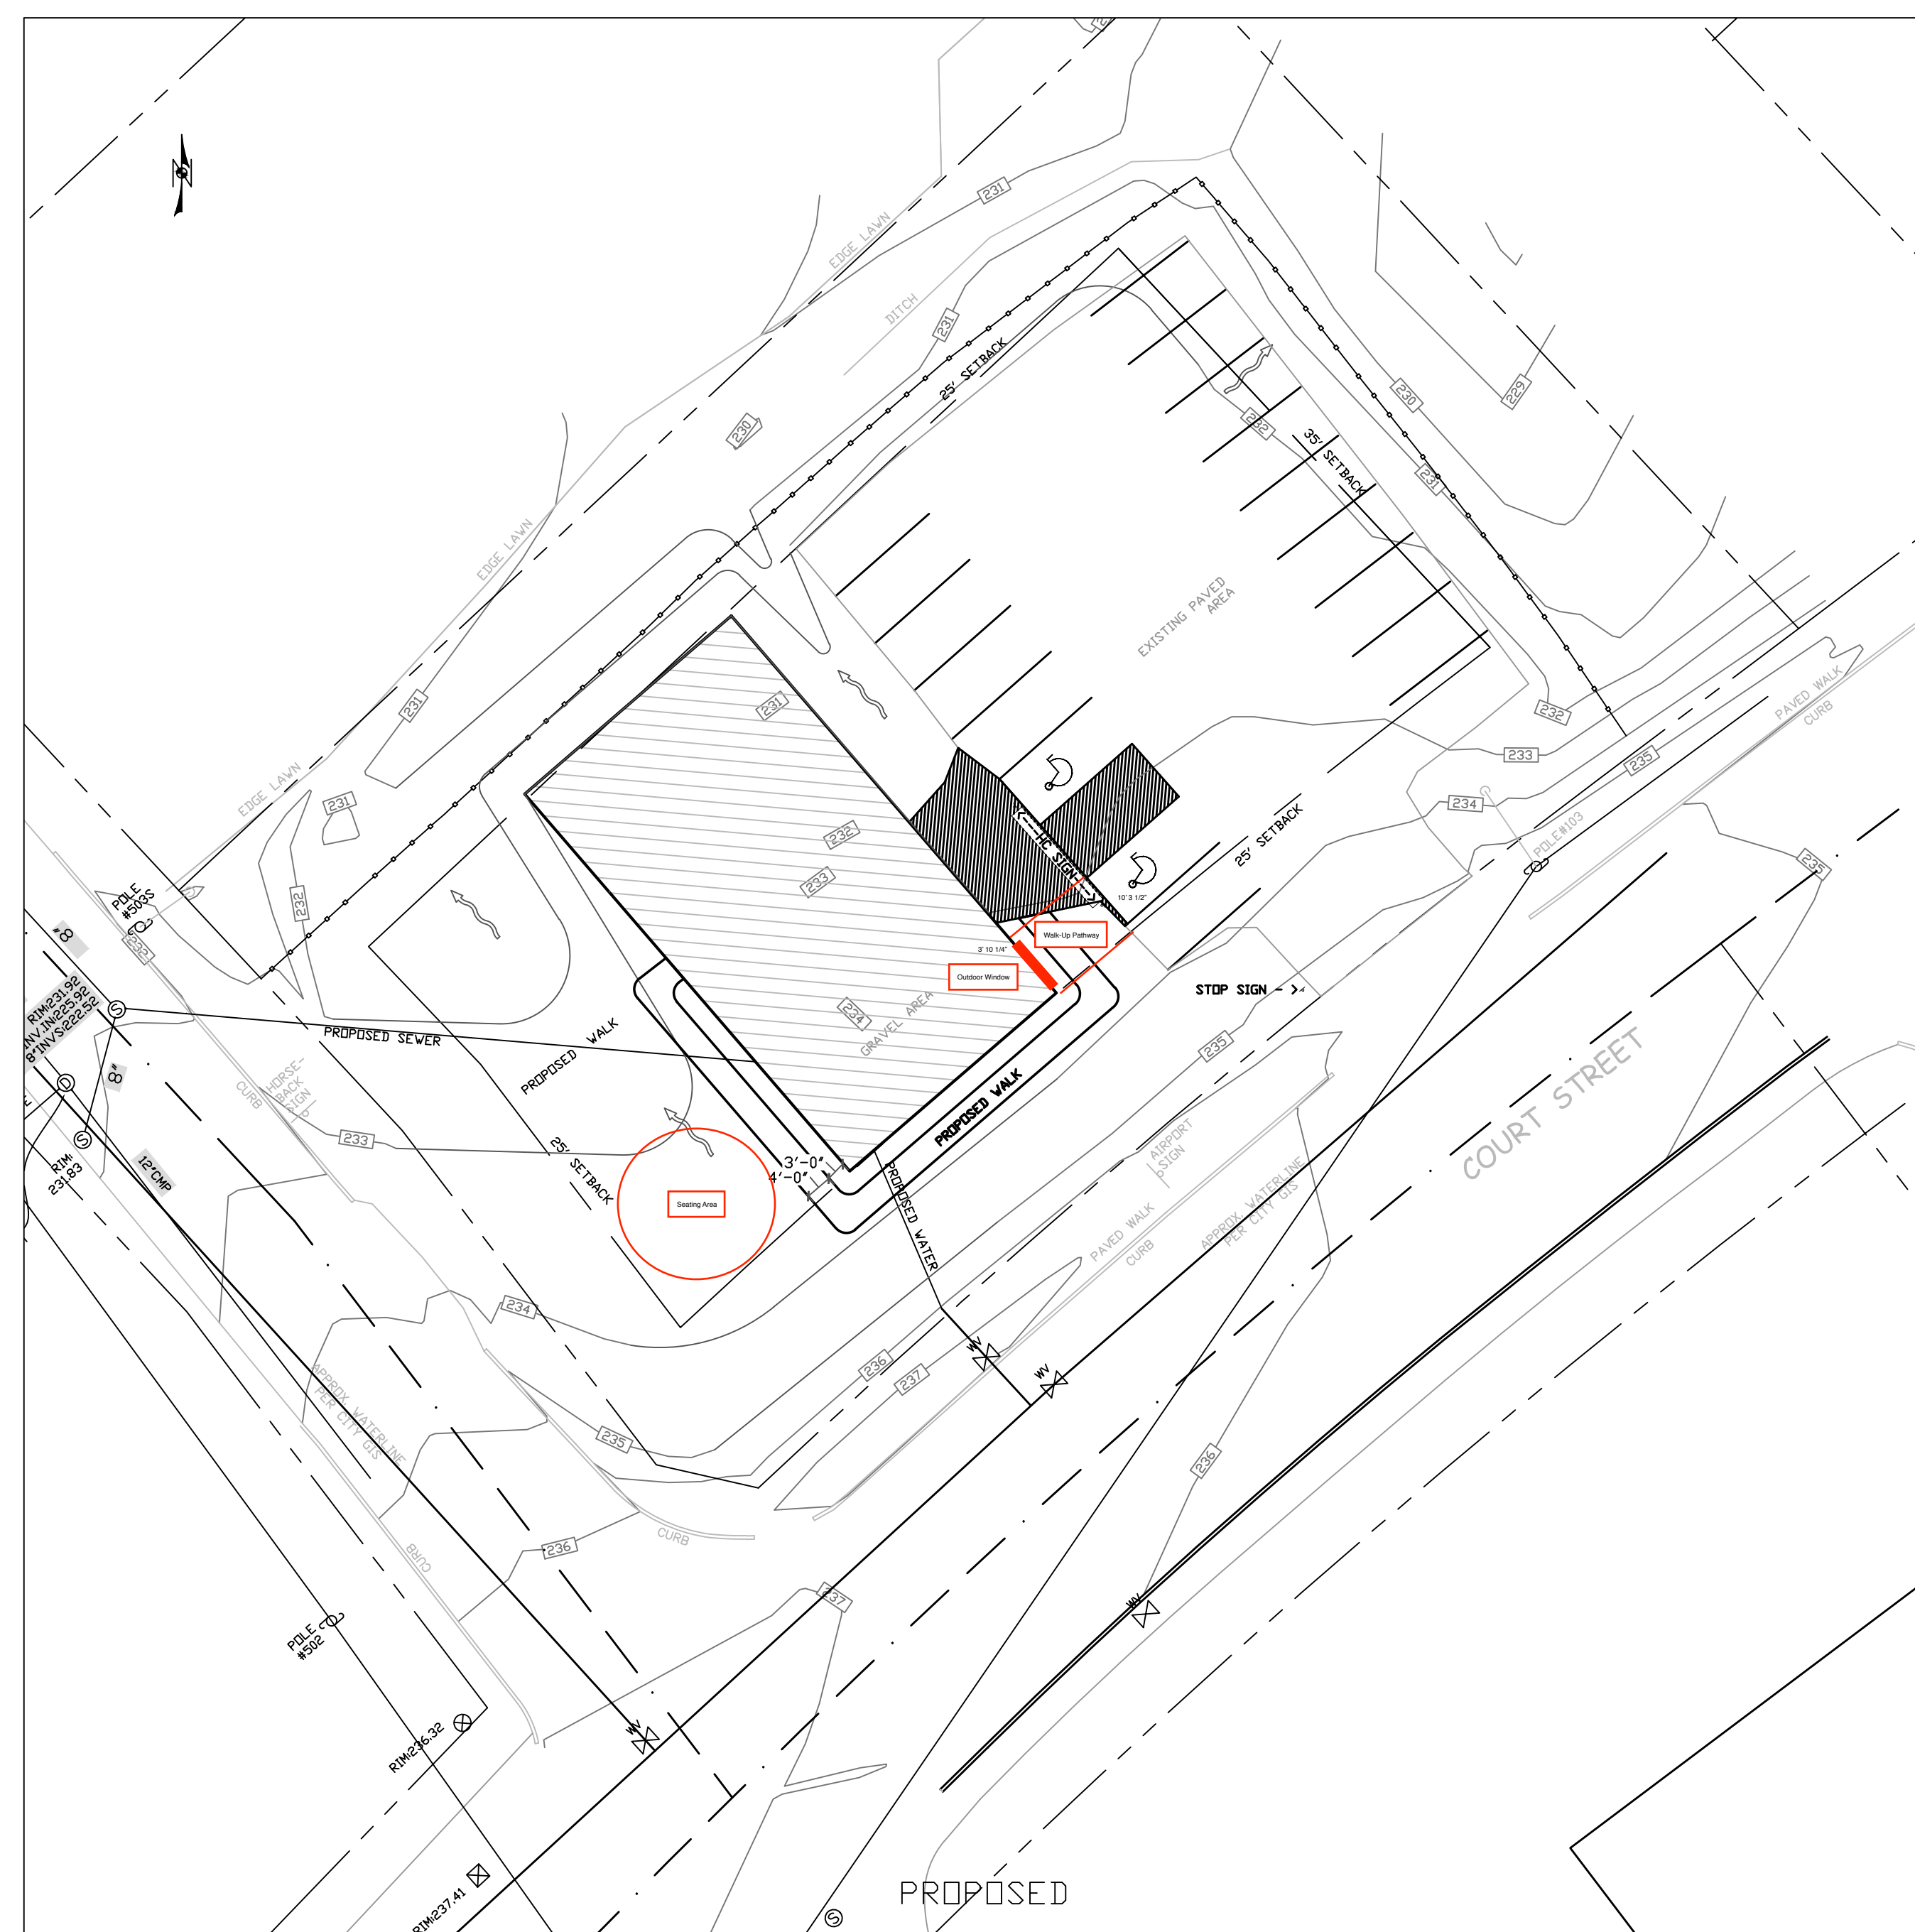 N
231
EDGE LAWN
DITCH
231
25' SETBACK
230
230
229
232
35' SETBACK
231
EDGE LAWN
EXISTING PAVED
AREA
231
231
232
233
235
PAVED WALK
CURB
EDGE LAWN
231
234
POLE#103
232
233
HC SIGN
25' SETBACK
235
POLE
#503S
232
232
10' 3 1/2"
Walk-Up Pathway
3' 10 1/4"
Outdoor Window
8"
RIM:231.92
INV.IN:225.92
8"INVS:222.52
STOP SIGN ->
234
GRAVEL AREA
PROPOSED SEWER
PROPOSED WALK
235
COURT STREET
8"
HORSE-
BACK
SIGN
CURB
PROPOSED WALK
233
RIM:
231.83
12"CMP
25' SETBACK
3'-0"
4'-0"
Seating Area
PROPOSED WATER
AIRPORT
SIGN
PAVED WALK
CURB
APPROX. WATERLINE
PER CITY GIS
234
236
237
WV
WV
APPROX. WATERLINE
PER CITY GIS
235
236
CURB
236
CURB
237
WV
POLE
#502
WV
RIM:236.32
RIM:237.41
PROPOSED
S
S
D
S